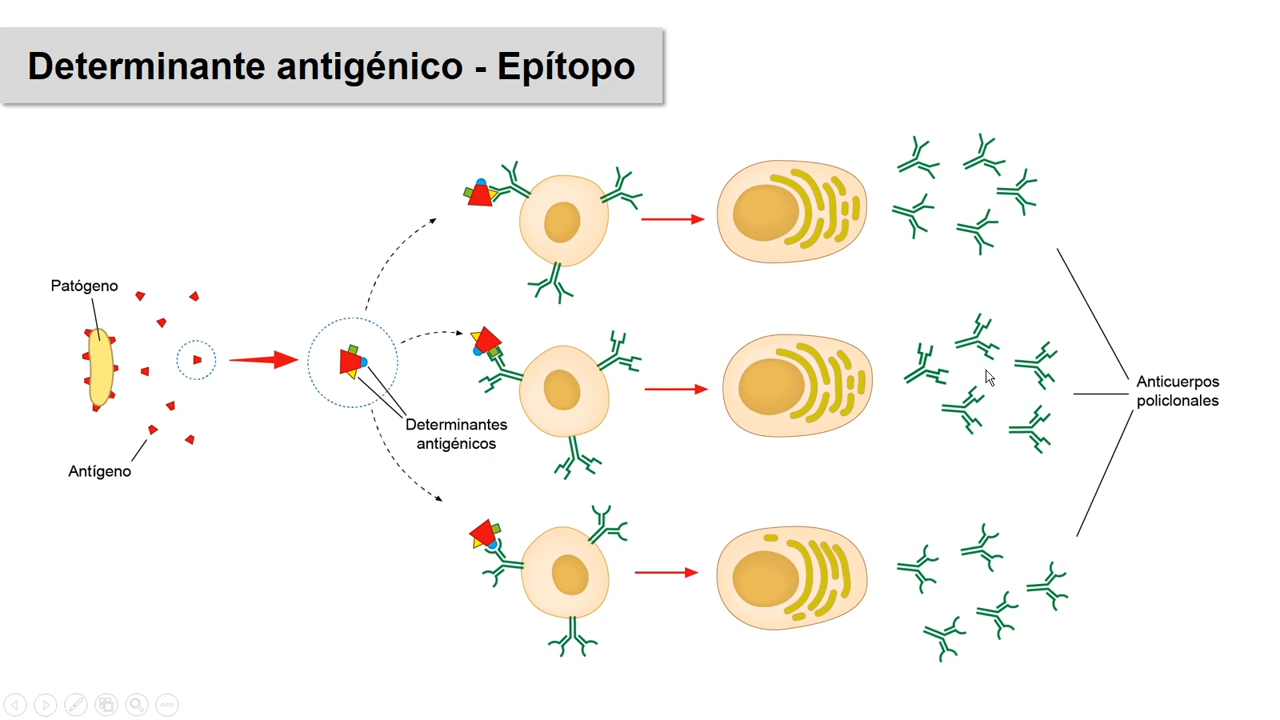 Determinante antigénico - Epítopo
Patógeno
Antígeno
Determinantes
antigénicos
Anticuerpos
policlonales